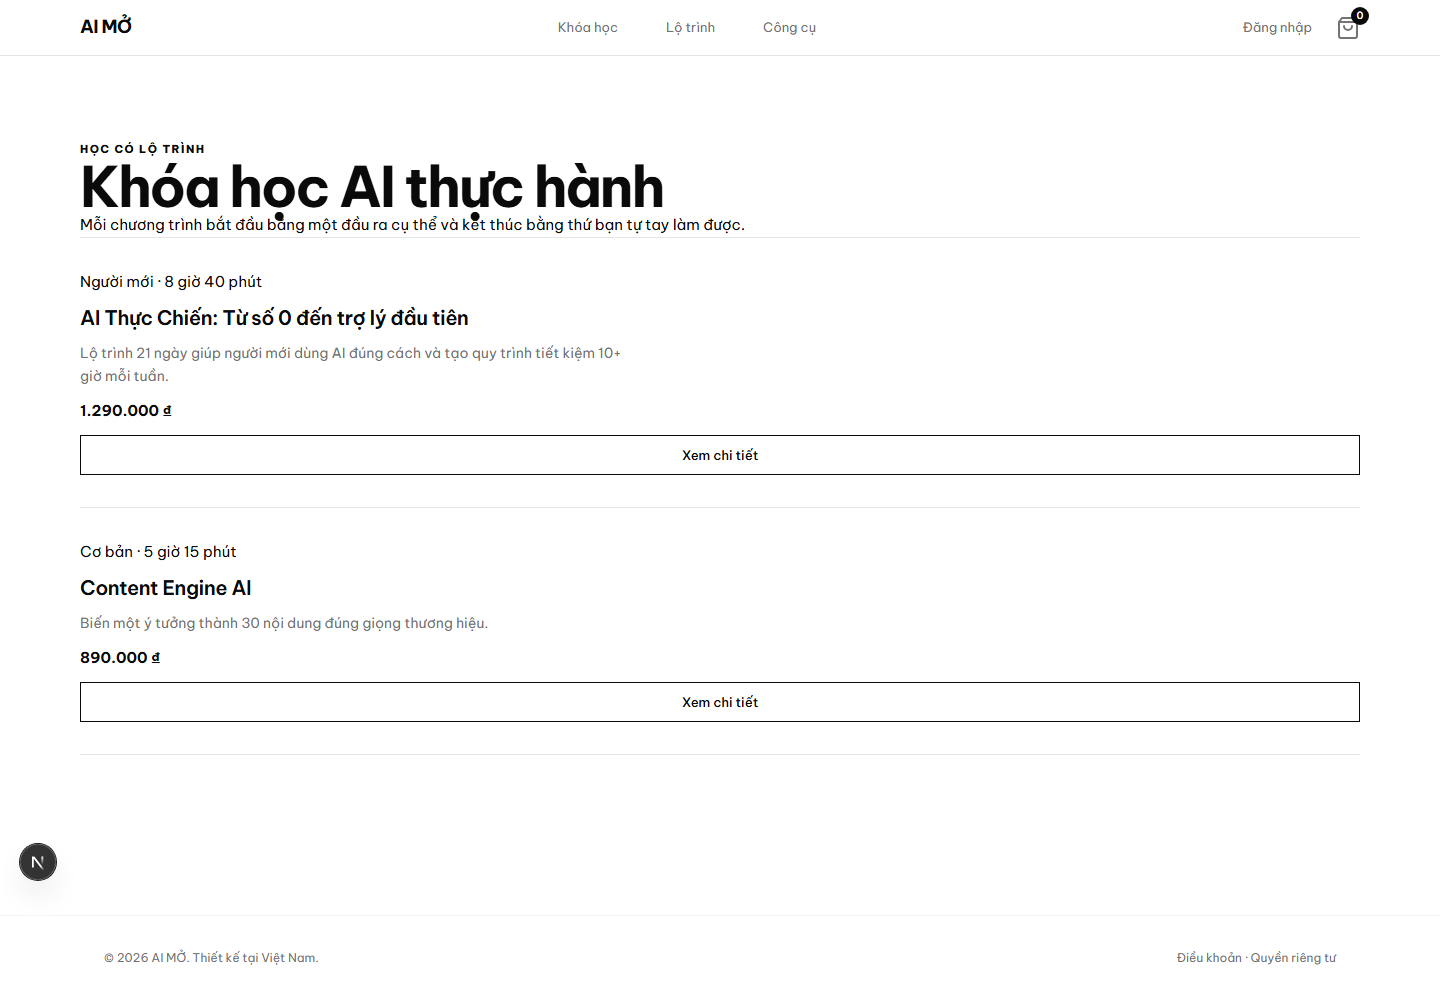 AI MỞ
Khóa học
Lộ trình
Công cụ
Đăng nhập
0
HỌC CÓ LỘ TRÌNH
Khóa học AI thực hành
Mỗi chương trình bắt đầu bằng một đầu ra cụ thể và kết thúc bằng thứ bạn tự tay làm được.
Người mới · 8 giờ 40 phút
AI Thực Chiến: Từ số 0 đến trợ lý đầu tiên
Lộ trình 21 ngày giúp người mới dùng AI đúng cách và tạo quy trình tiết kiệm 10+
giờ mỗi tuần.
1.290.000 ₫
Xem chi tiết
Cơ bản · 5 giờ 15 phút
Content Engine AI
Biến một ý tưởng thành 30 nội dung đúng giọng thương hiệu.
890.000 ₫
Xem chi tiết
N
© 2026 AI MỞ. Thiết kế tại Việt Nam.
Điều khoản · Quyền riêng tư